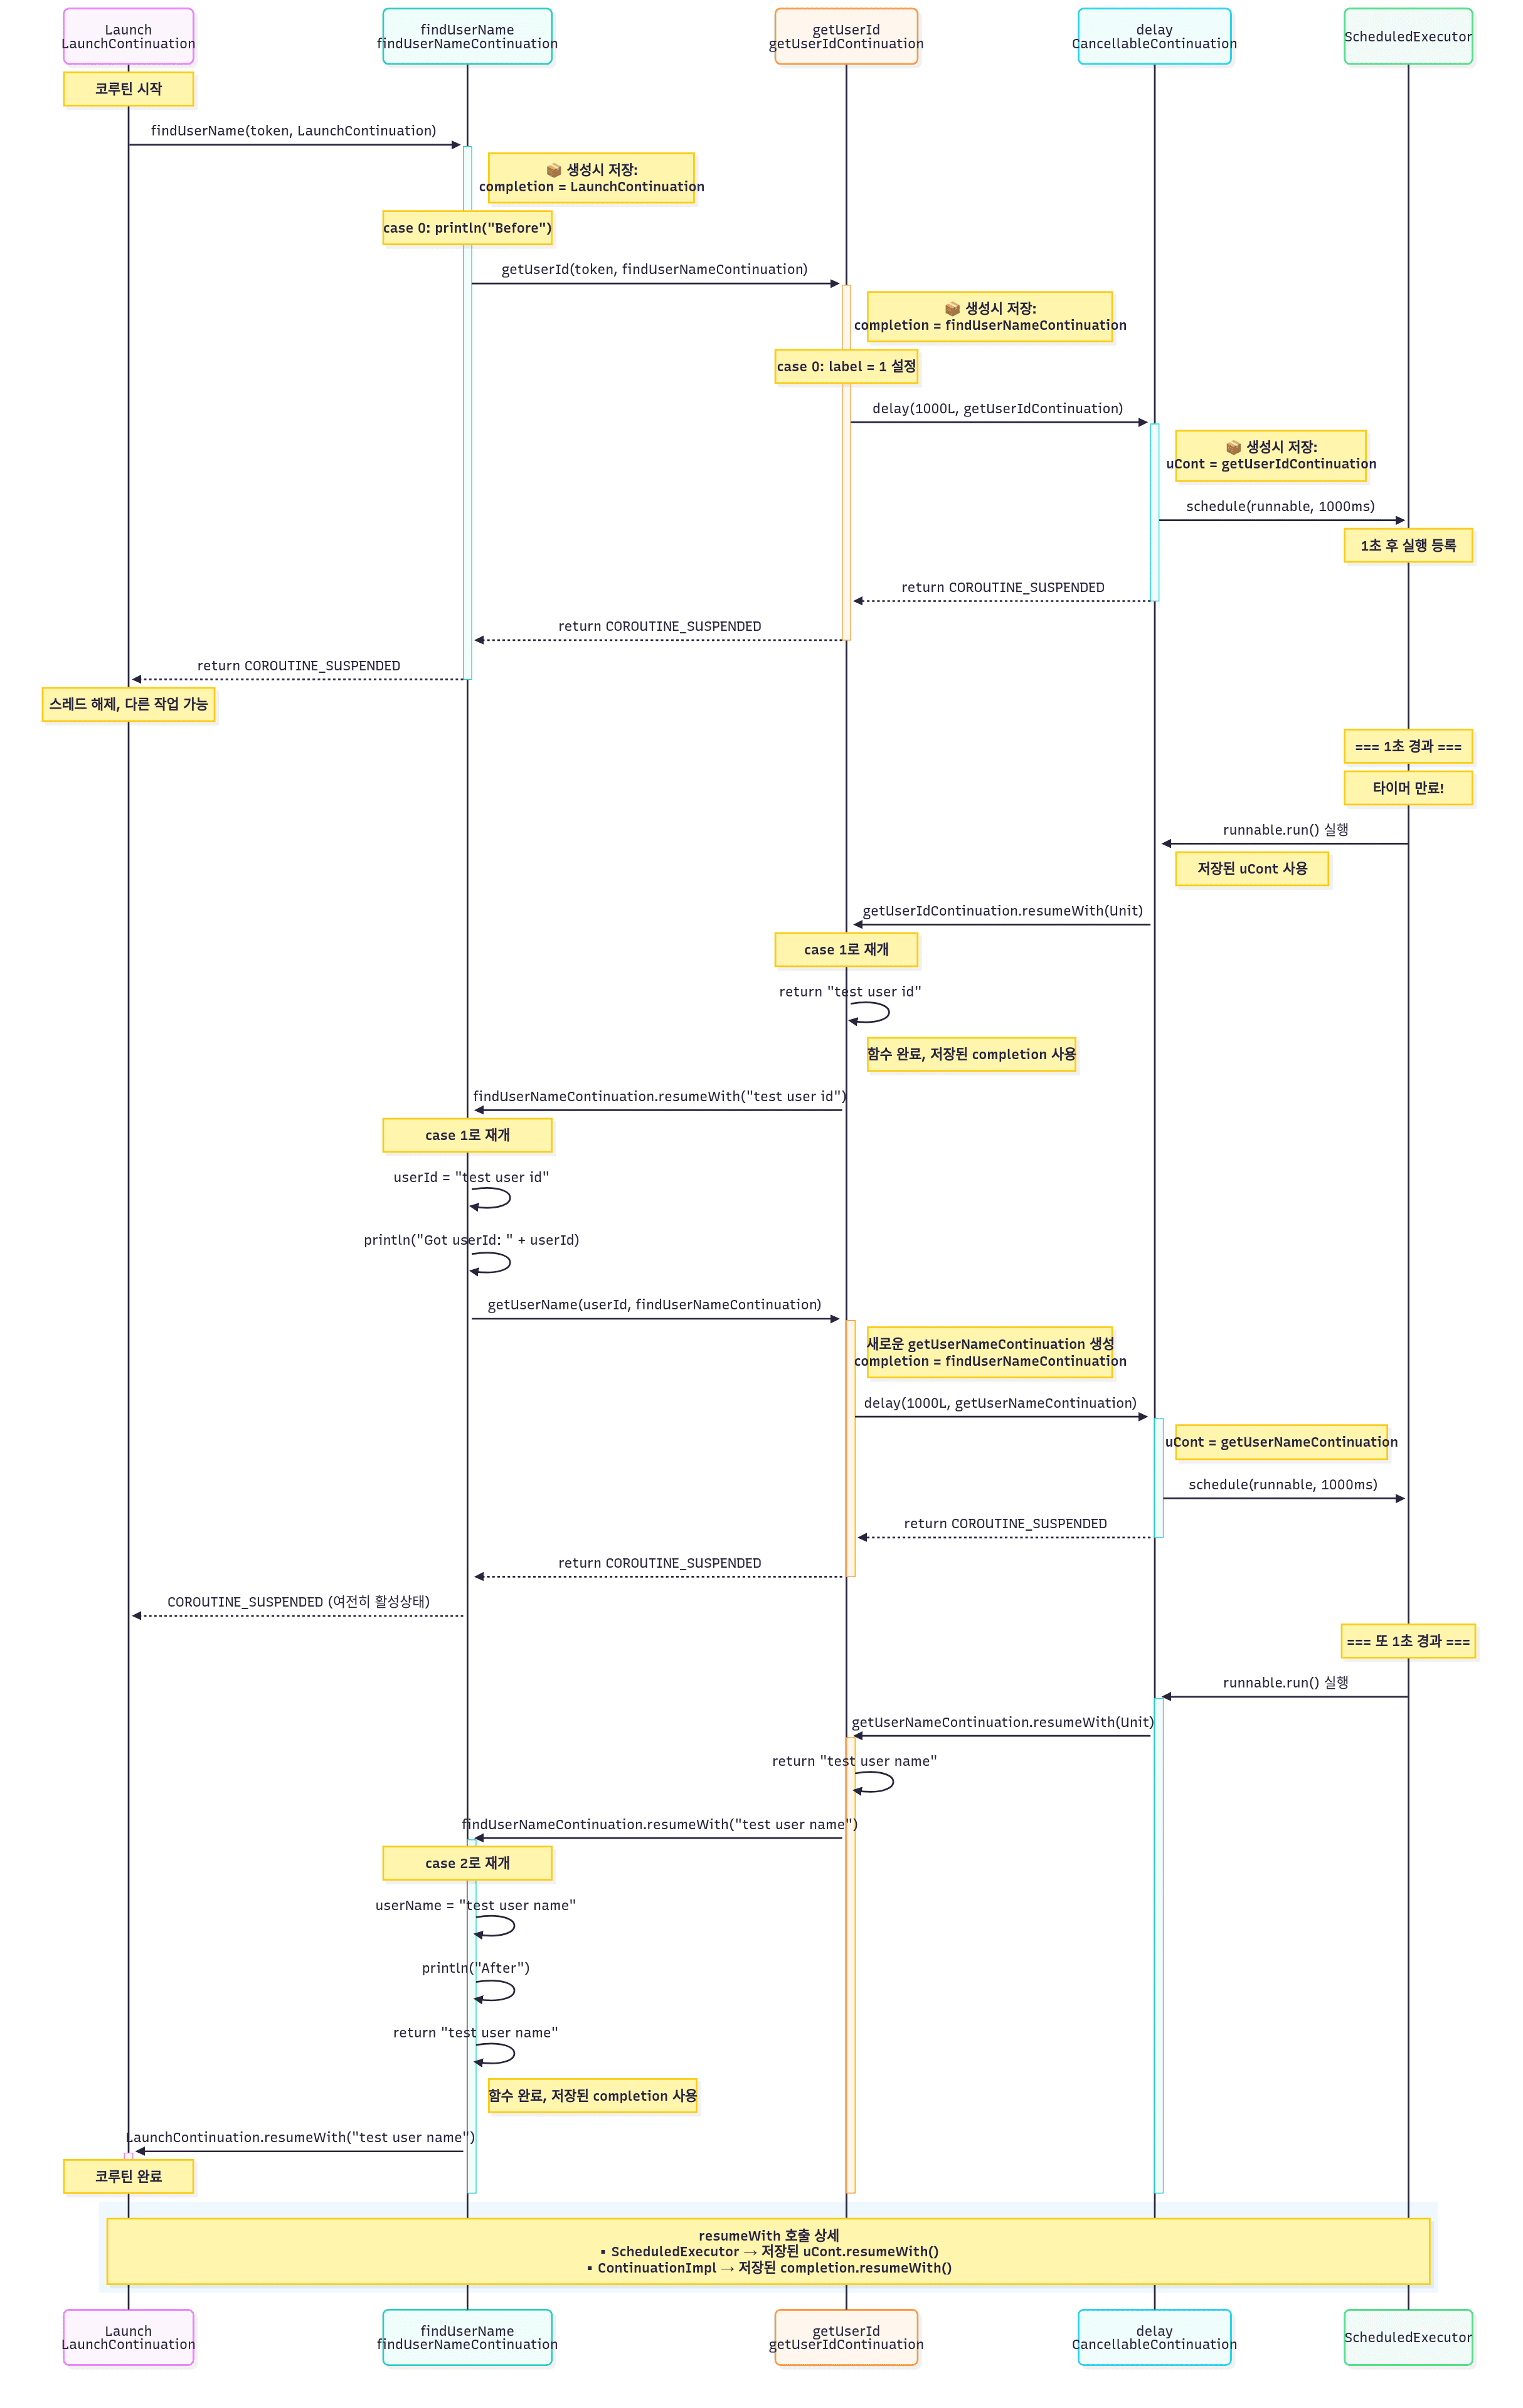 Launch
LaunchContinuation
findUserName
findUserNameContinuation
getUserId
getUserIdContinuation
delay
CancellableContinuation
ScheduledExecutor
코루틴 시작
findUserName(token, LaunchContinuation)
📦 생성시 저장:
completion = LaunchContinuation
case 0: println("Before")
getUserId(token, findUserNameContinuation)
📦 생성시 저장:
completion = findUserNameContinuation
case 0: label = 1 설정
delay(1000L, getUserIdContinuation)
📦 생성시 저장:
uCont = getUserIdContinuation
schedule(runnable, 1000ms)
1초 후 실행 등록
return COROUTINE_SUSPENDED
return COROUTINE_SUSPENDED
return COROUTINE_SUSPENDED
스레드 해제, 다른 작업 가능
=== 1초 경과 ===
타이머 만료!
runnable.run() 실행
저장된 uCont 사용
getUserIdContinuation.resumeWith(Unit)
case 1로 재개
return "test user id"
함수 완료, 저장된 completion 사용
findUserNameContinuation.resumeWith("test user id")
case 1로 재개
userId = "test user id"
println("Got userId: " + userId)
getUserName(userId, findUserNameContinuation)
새로운 getUserNameContinuation 생성
completion = findUserNameContinuation
delay(1000L, getUserNameContinuation)
uCont = getUserNameContinuation
schedule(runnable, 1000ms)
return COROUTINE_SUSPENDED
return COROUTINE_SUSPENDED
COROUTINE_SUSPENDED (여전히 활성상태)
=== 또 1초 경과 ===
runnable.run() 실행
getUserNameContinuation.resumeWith(Unit)
return "test user name"
findUserNameContinuation.resumeWith("test user name")
case 2로 재개
userName = "test user name"
println("After")
return "test user name"
함수 완료, 저장된 completion 사용
LaunchContinuation.resumeWith("test user name")
코루틴 완료
resumeWith 호출 상세
▪ ScheduledExecutor → 저장된 uCont.resumeWith()
▪ ContinuationImpl → 저장된 completion.resumeWith()
Launch
LaunchContinuation
findUserName
findUserNameContinuation
getUserId
getUserIdContinuation
delay
CancellableContinuation
ScheduledExecutor